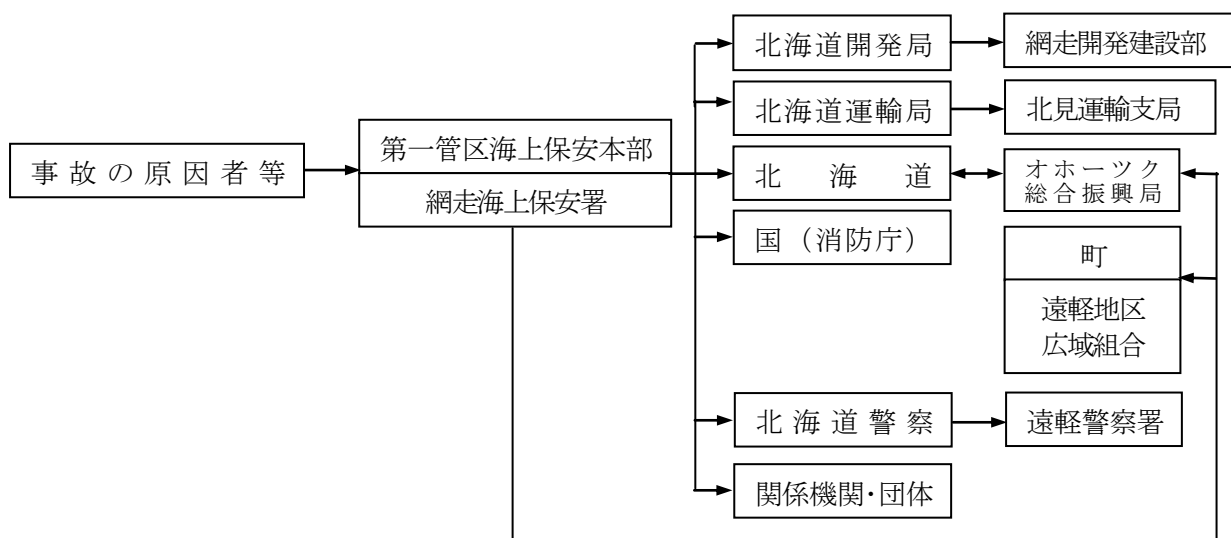 北海道開発局
網走開発建設部
北海道運輸局
北見運輸支局
事故の原因者等
第一管区海上保安本部
網走海上保安署
北海道
オホーツク
総合振興局
国（消防庁）
町
遠軽地区
広域組合
北海道警察
遠軽警察署
関係機関・団体